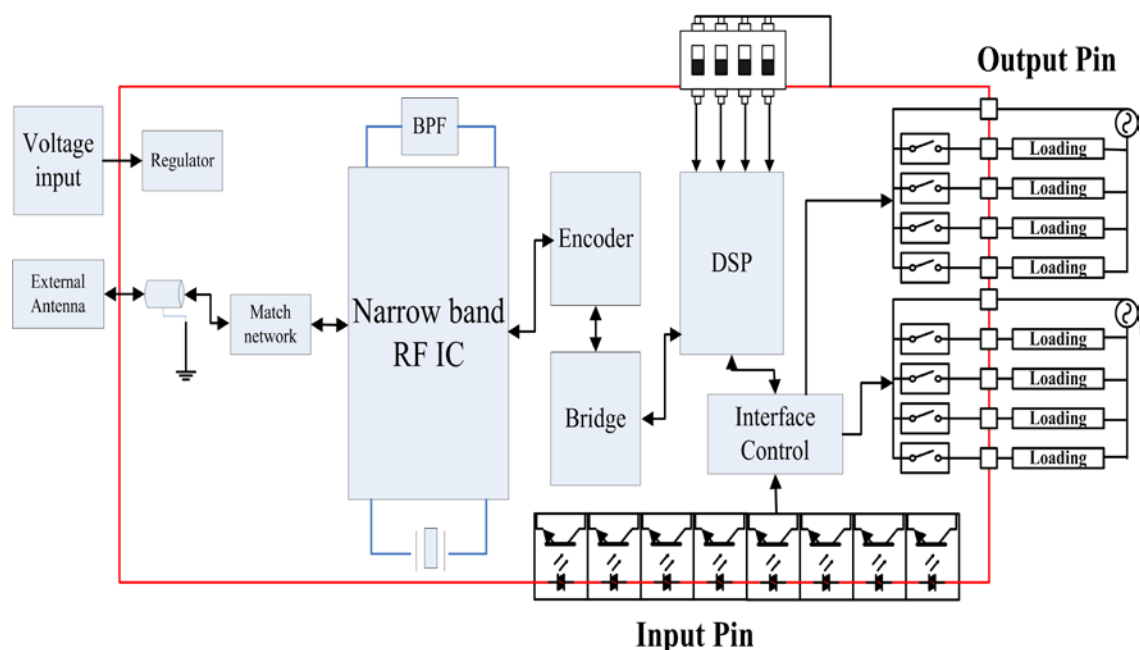 Output Pin
Voltage
input
Regulator
BPF
External
Antenna
Match
network
Narrow band
RF IC
Encoder
Bridge
DSP
Interface
Control
Loading
Loading
Loading
Loading
Loading
Loading
Loading
Loading
Input Pin